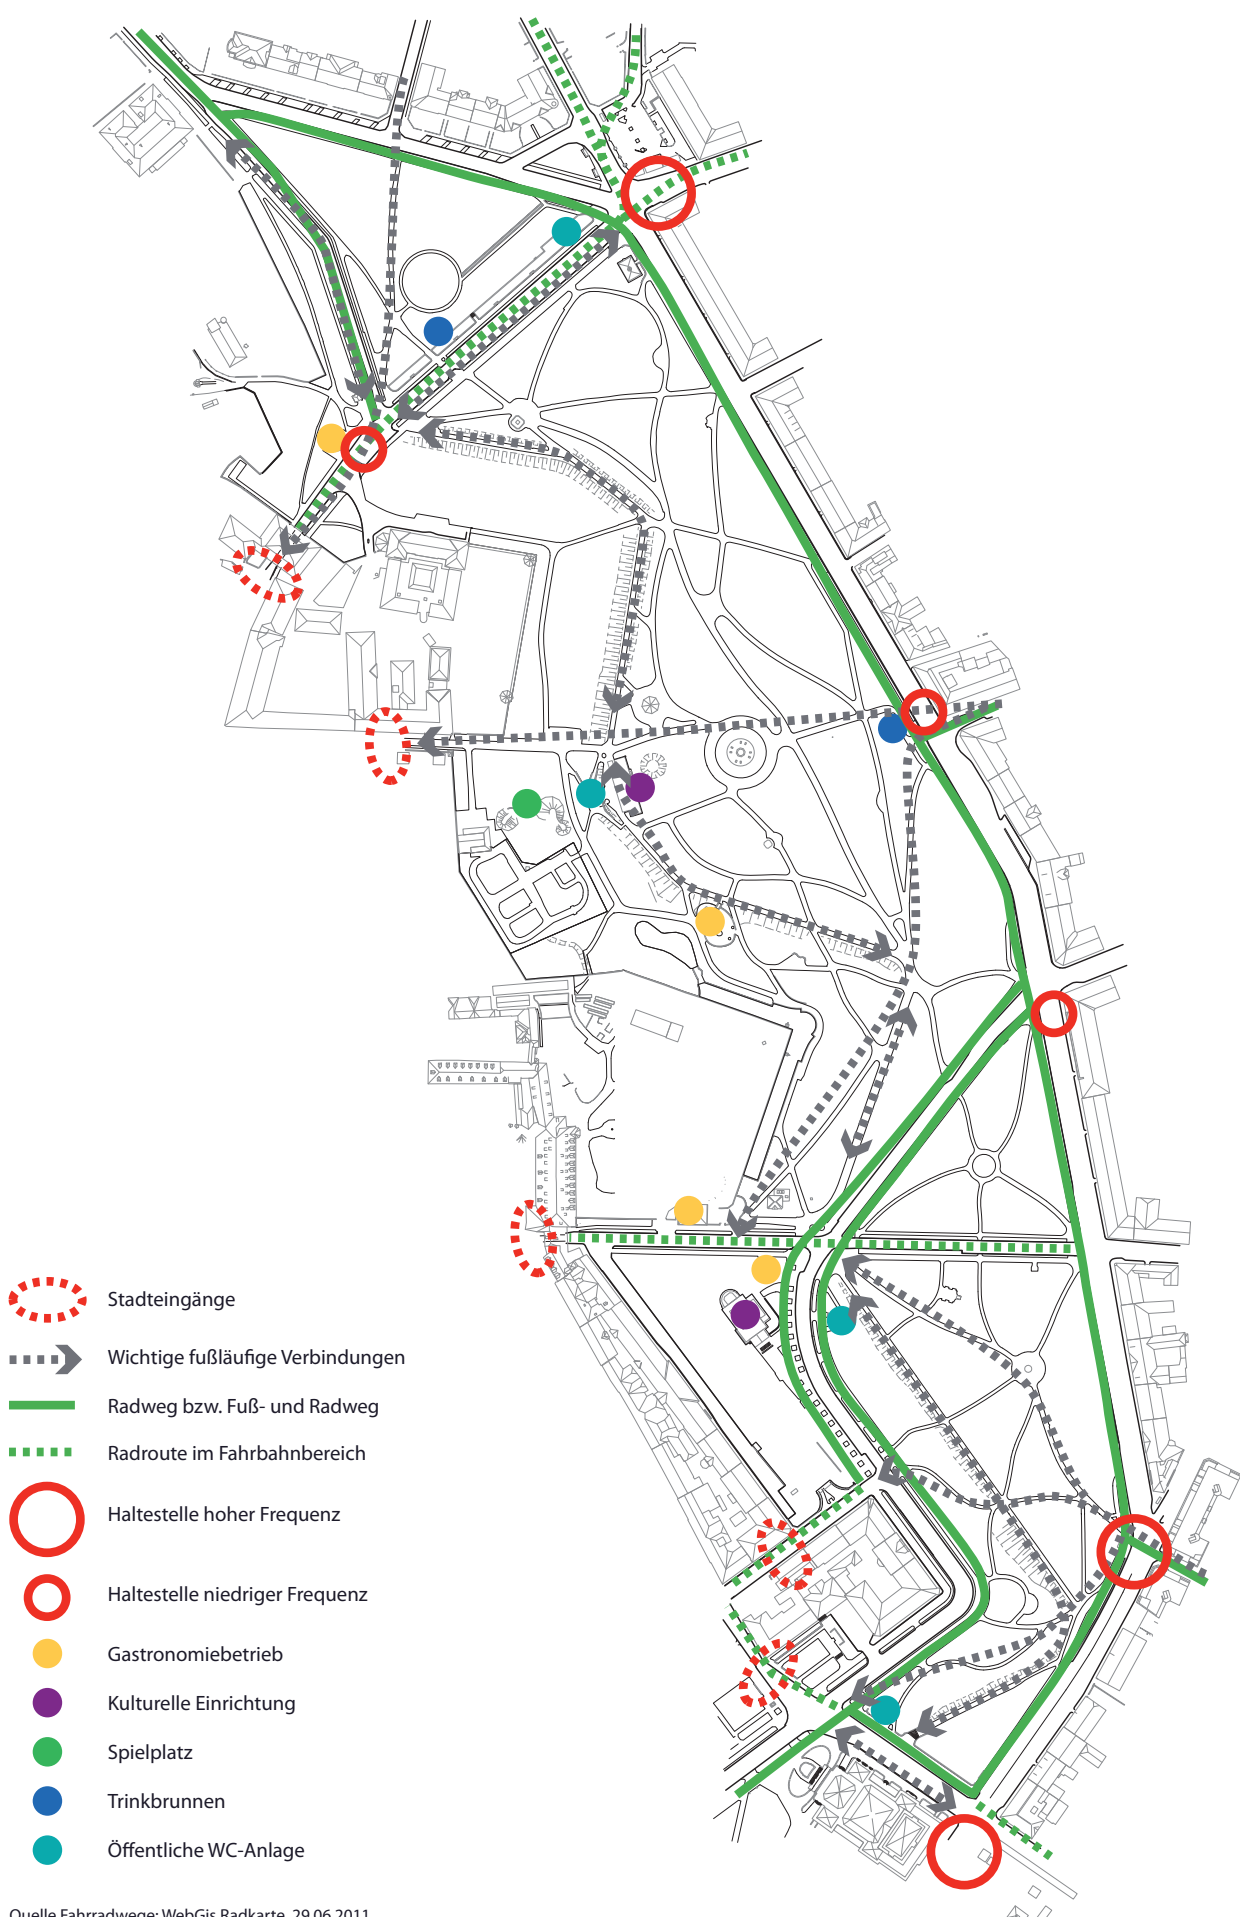 Stadteingänge
Wichtige fußläufige Verbindungen
Radweg bzw. Fuß- und Radweg
Radroute im Fahrbahnbereich
Haltestelle hoher Frequenz
Haltestelle niedriger Frequenz
Gastronomiebetrieb
Kulturelle Einrichtung
Spielplatz
Trinkbrunnen
Öffentliche WC-Anlage
Quelle Fahrradwege: WebGis Radkarte, 29.06.2011